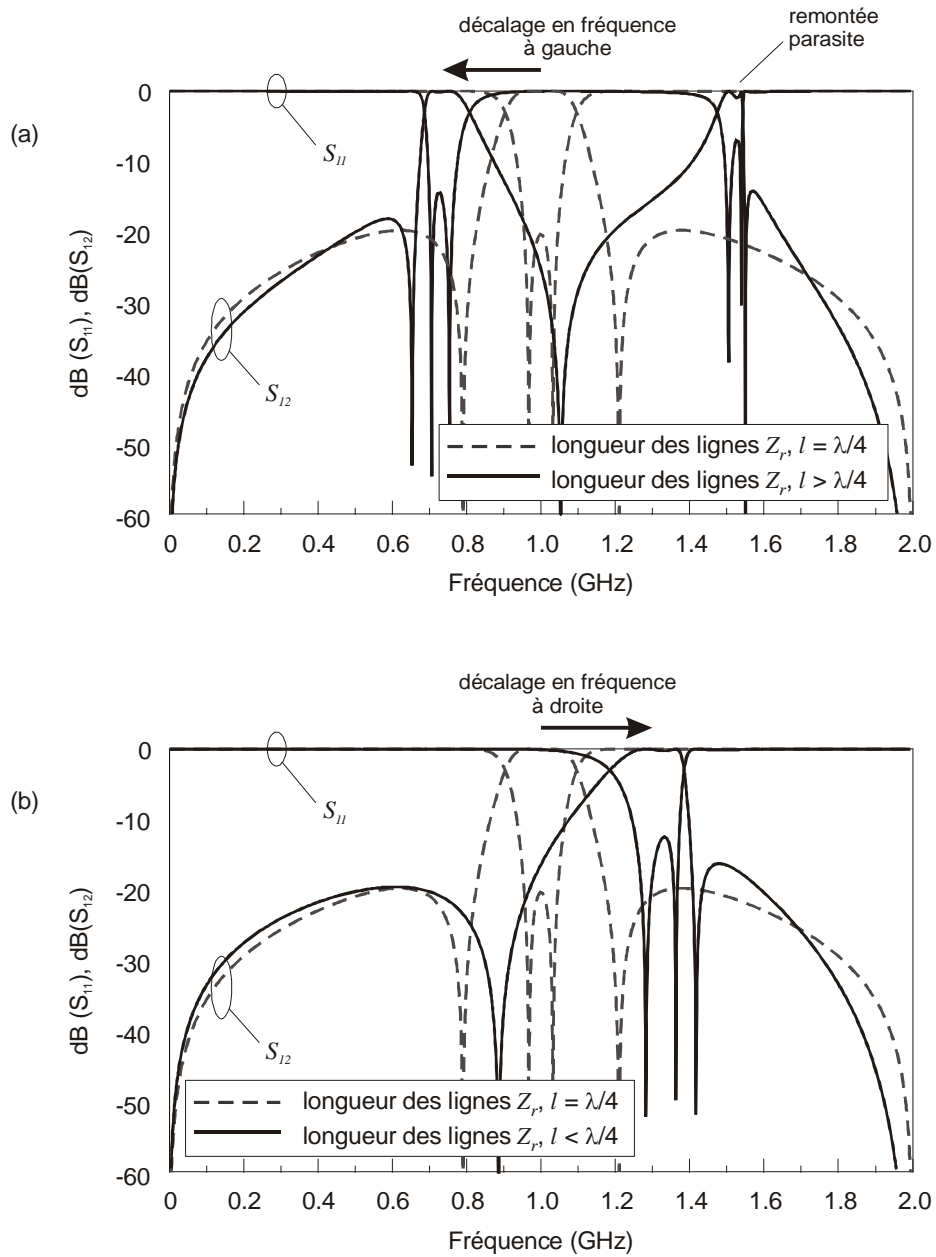 décalage en fréquence
à gauche
remontée
parasite
(a)
0
-10
-20
-30
-40
-50
-60
dB (S₁₁), dB(S₁₂)
S₁₁
S₁₂
longueur des lignes Zᵣ, l = λ/4
longueur des lignes Zᵣ, l > λ/4
0 0.2 0.4 0.6 0.8 1.0 1.2 1.4 1.6 1.8 2.0
Fréquence (GHz)
décalage en fréquence
à droite
(b)
0
-10
-20
-30
-40
-50
-60
dB (S₁₁), dB(S₁₂)
S₁₁
S₁₂
longueur des lignes Zᵣ, l = λ/4
longueur des lignes Zᵣ, l < λ/4
0 0.2 0.4 0.6 0.8 1.0 1.2 1.4 1.6 1.8 2.0
Fréquence (GHz)